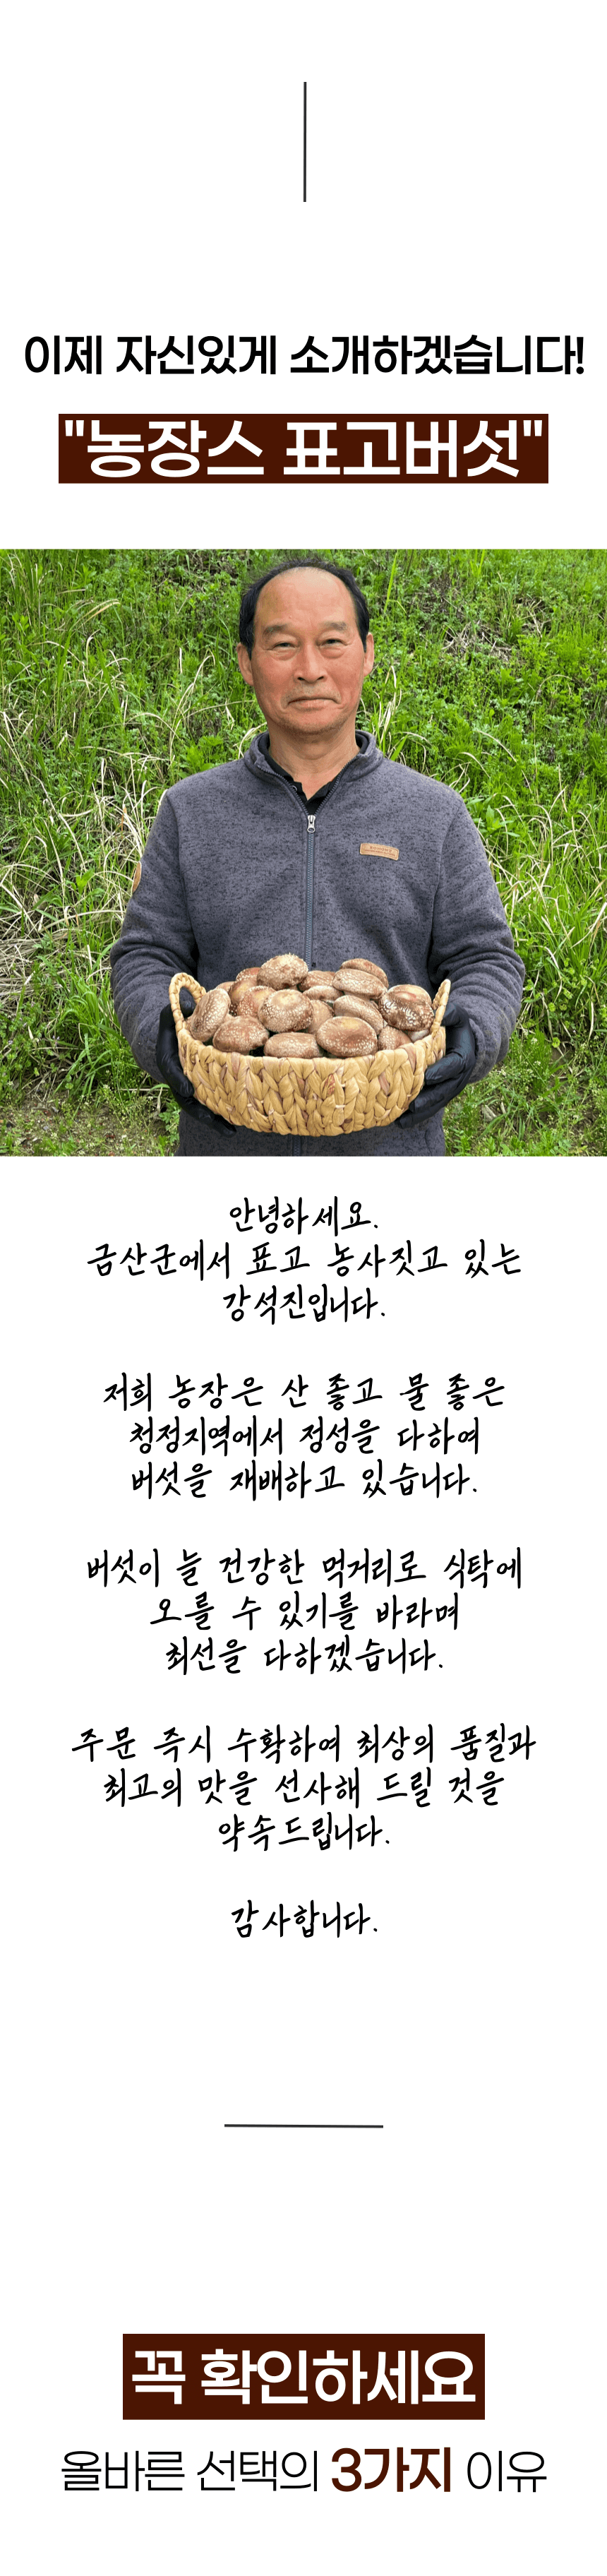 이제 자신있게 소개하겠습니다!
"농장스 표고버섯"
안녕하세요.
금산군에서 표고 농사짓고 있는
강석진입니다.
저희 농장은 산 좋고 물 좋은
청정지역에서 정성을 다하여
버섯을 재배하고 있습니다.
버섯이 늘 건강한 먹거리로 식탁에
오를 수 있기를 바라며
최선을 다하겠습니다.
주문 즉시 수확하여 최상의 품질과
최고의 맛을 선사해 드릴 것을
약속드립니다.
감사합니다.
꼭 확인하세요
올바른 선택의 3가지 이유